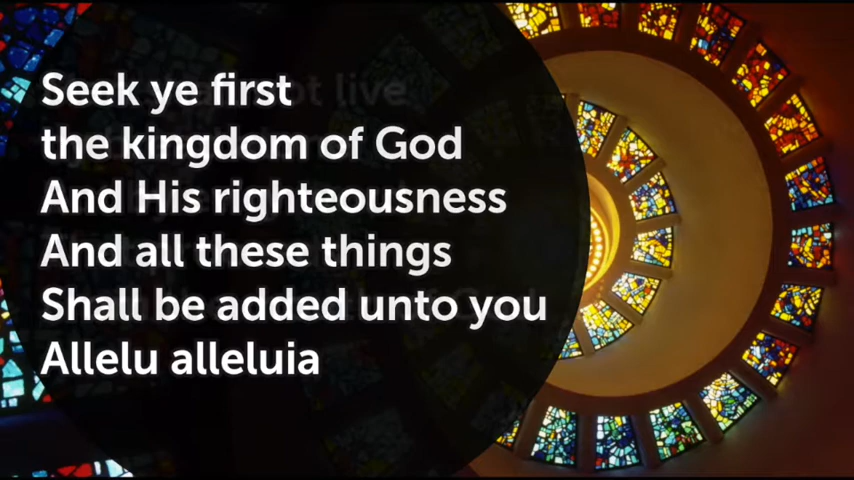 Seek ye first
the kingdom of God
And His righteousness
And all these things
Shall be added unto you
Allelu alleluia